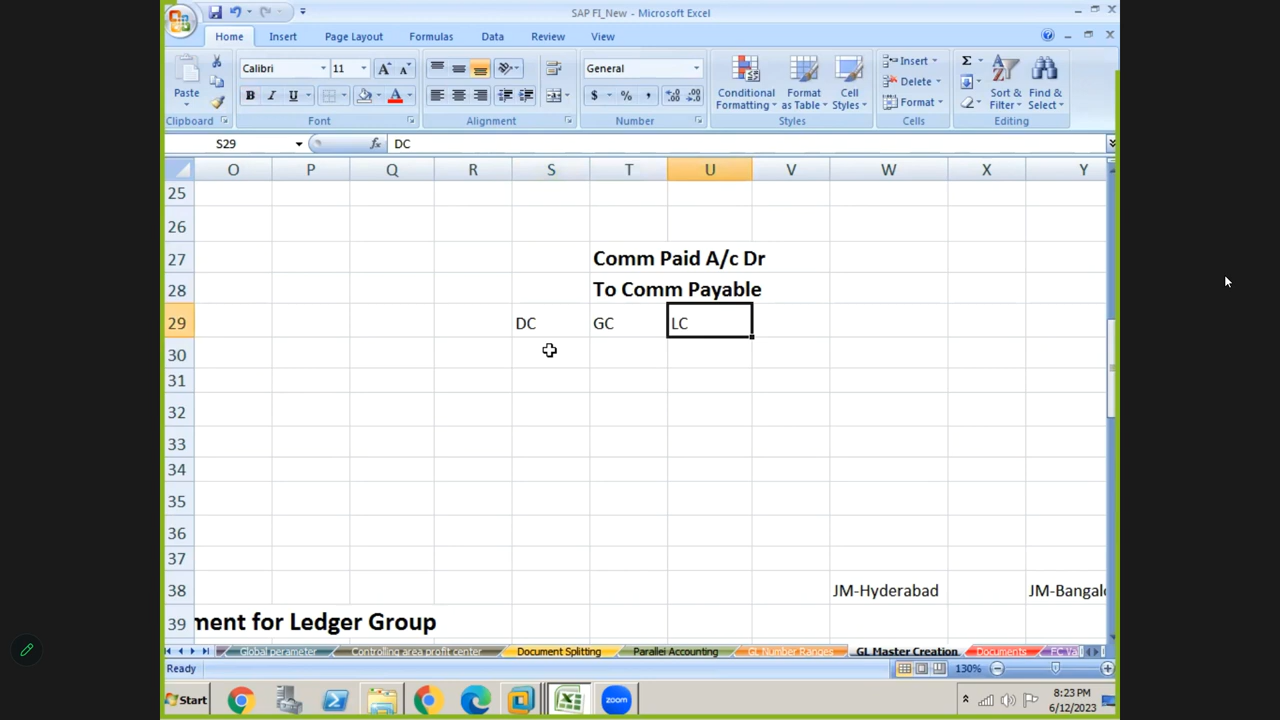 SAP FI_New - Microsoft Excel
Home Insert Page Layout Formulas Data Review View
Paste
Calibri 11 A A
B I U A
General
$ % ,
Conditional Formatting
Format as Table
Cell Styles
Insert
Delete
Format
Σ
Sort & Filter
Find & Select
Clipboard Font Alignment Number Styles Cells Editing
S29 fx DC
O P Q R S T U V W X Y
25
26
27 Comm Paid A/c Dr
28 To Comm Payable
29 DC GC LC
30
31
32
33
34
35
36
37
38 JM-Hyderabad JM-Bangal
39 ment for Ledger Group
Global perameter Controlling area profit center Document Splitting Parallel Accounting GL Number Ranges GL Master Creation Documents FC Va
Ready 130%
Start zoom 8:23 PM
6/12/2023